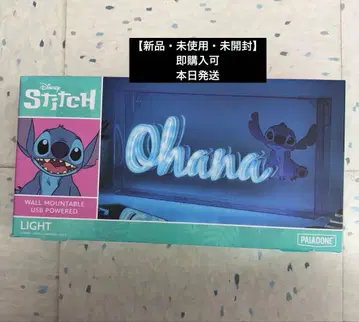 【新品・未使用・未開封】
即購入可
本日発送
Disney
STiTCH
Ohana
WALL MOUNTABLE
USB POWERED
LIGHT
PALADONE